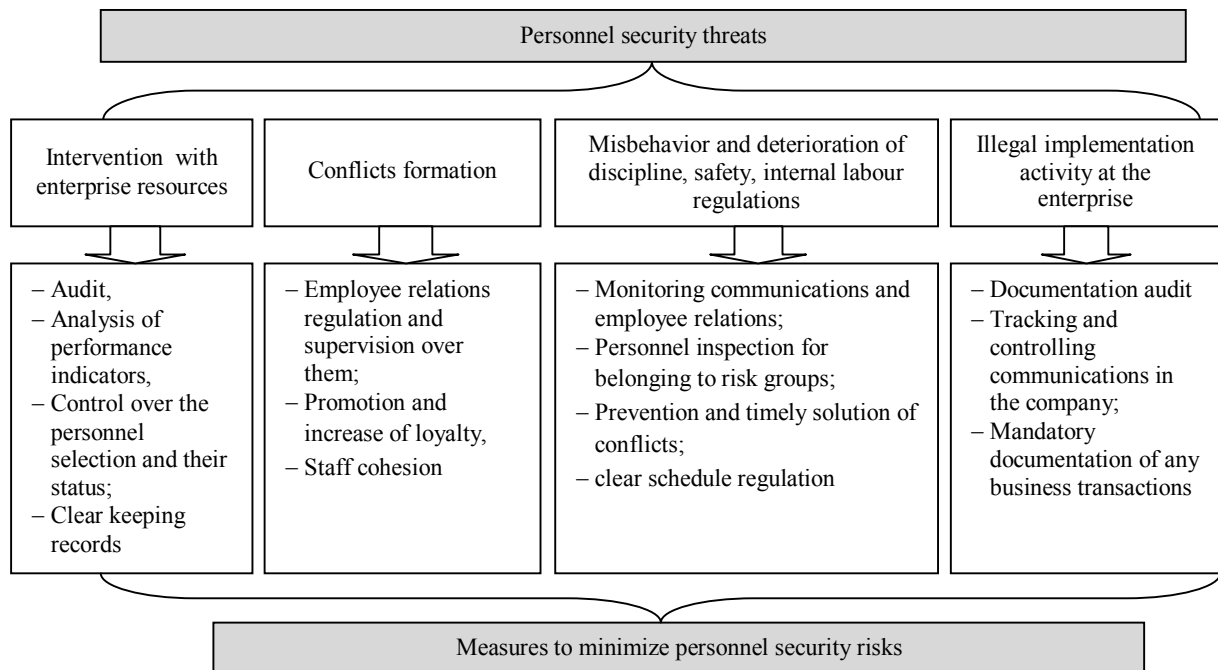 Personnel security threats
Intervention with
enterprise resources
Conflicts formation
Misbehavior and deterioration of
discipline, safety, internal labour
regulations
Illegal implementation
activity at the
enterprise
– Audit,
– Analysis of
performance
indicators,
– Control over the
personnel
selection and their
status;
– Clear keeping
records
– Employee relations
regulation and
supervision over
them;
– Promotion and
increase of loyalty,
– Staff cohesion
– Monitoring communications and
employee relations;
– Personnel inspection for
belonging to risk groups;
– Prevention and timely solution of
conflicts;
– clear schedule regulation
– Documentation audit
– Tracking and
controlling
communications in
the company;
– Mandatory
documentation of any
business transactions
Measures to minimize personnel security risks